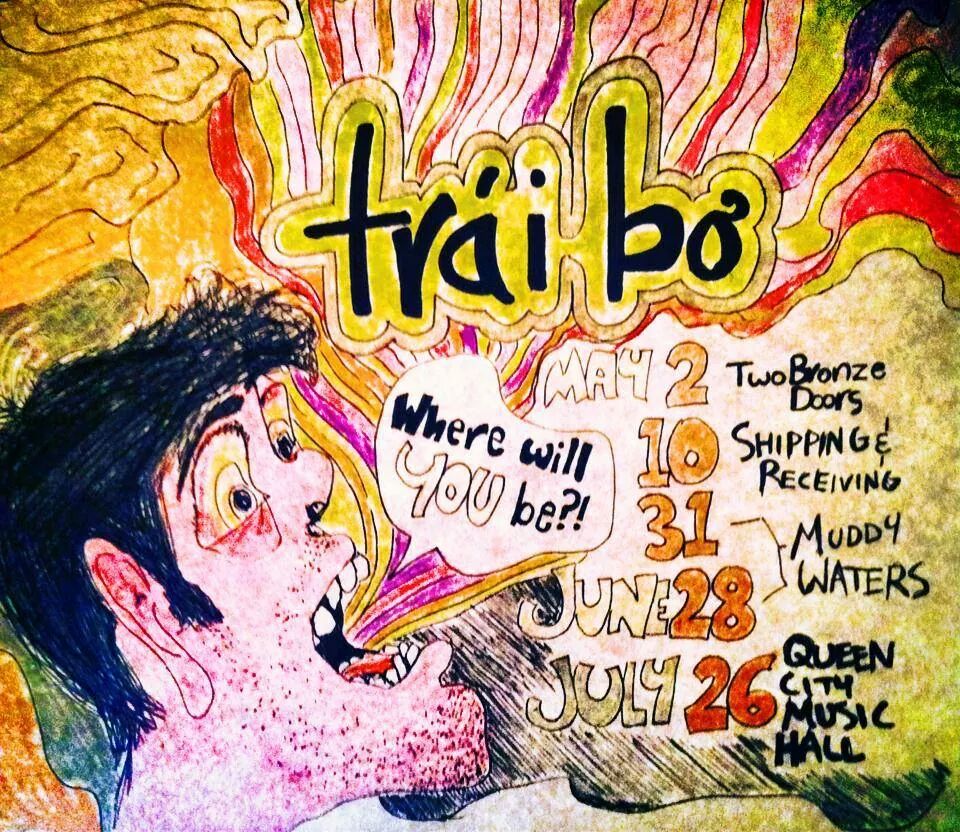 trái bơ
Where will
YOU be?!
MAY 2 Two Bronze
Doors
10 SHIPPING &
RECEIVING
31
MUDDY
JUNE 28 WATERS
JULY 26 QUEEN
CITY
MUSIC
HALL